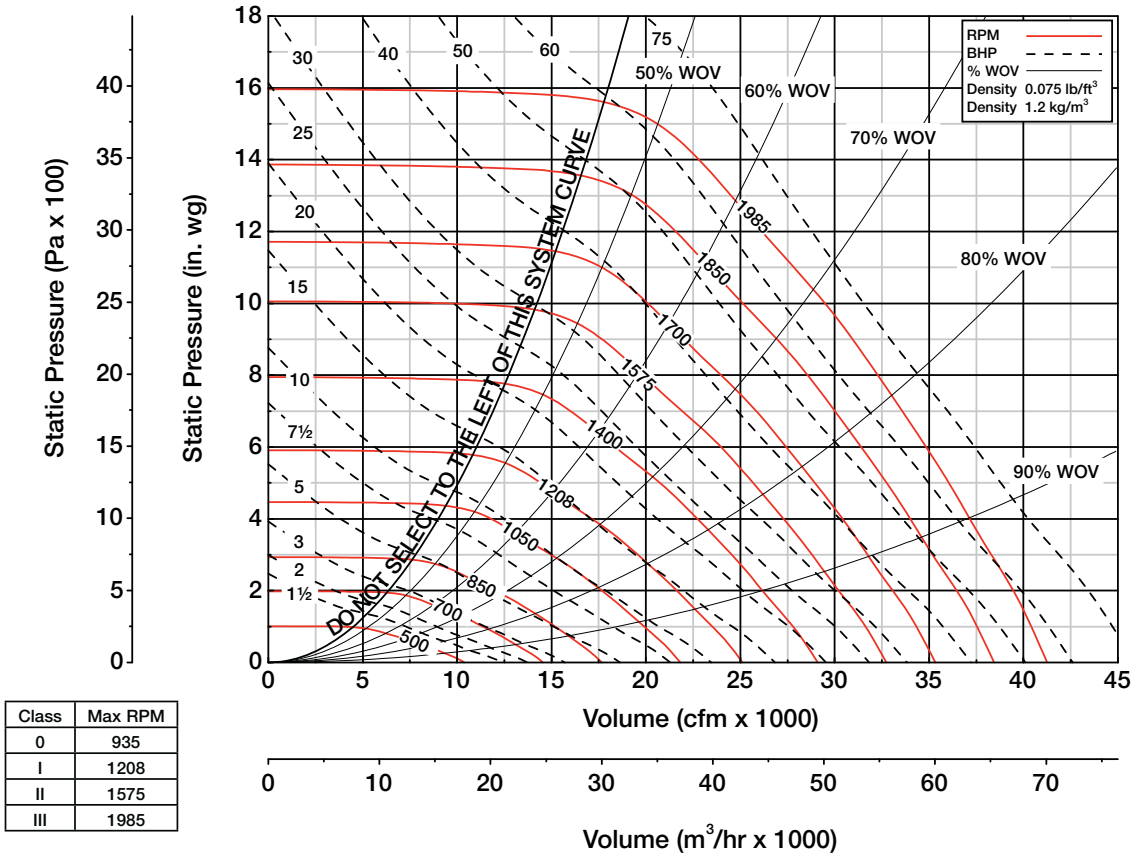 Static Pressure (Pa x 100)
40
35
30
25
20
15
10
5
0
Static Pressure (in. wg)
18
16
14
12
10
8
6
4
2
0
30
40
50
60
75
25
20
15
10
7½
5
3
2
1½
RPM
BHP
% WOV
Density 0.075 lb/ft³
Density 1.2 kg/m³
50% WOV
60% WOV
70% WOV
80% WOV
90% WOV
DO NOT SELECT TO THE LEFT OF THIS SYSTEM CURVE
1985
1850
1700
1575
1400
1208
1050
850
700
500
0 5 10 15 20 25 30 35 40 45
Volume (cfm x 1000)
Class Max RPM
0 935
I 1208
II 1575
III 1985
0 10 20 30 40 50 60 70
Volume (m³/hr x 1000)